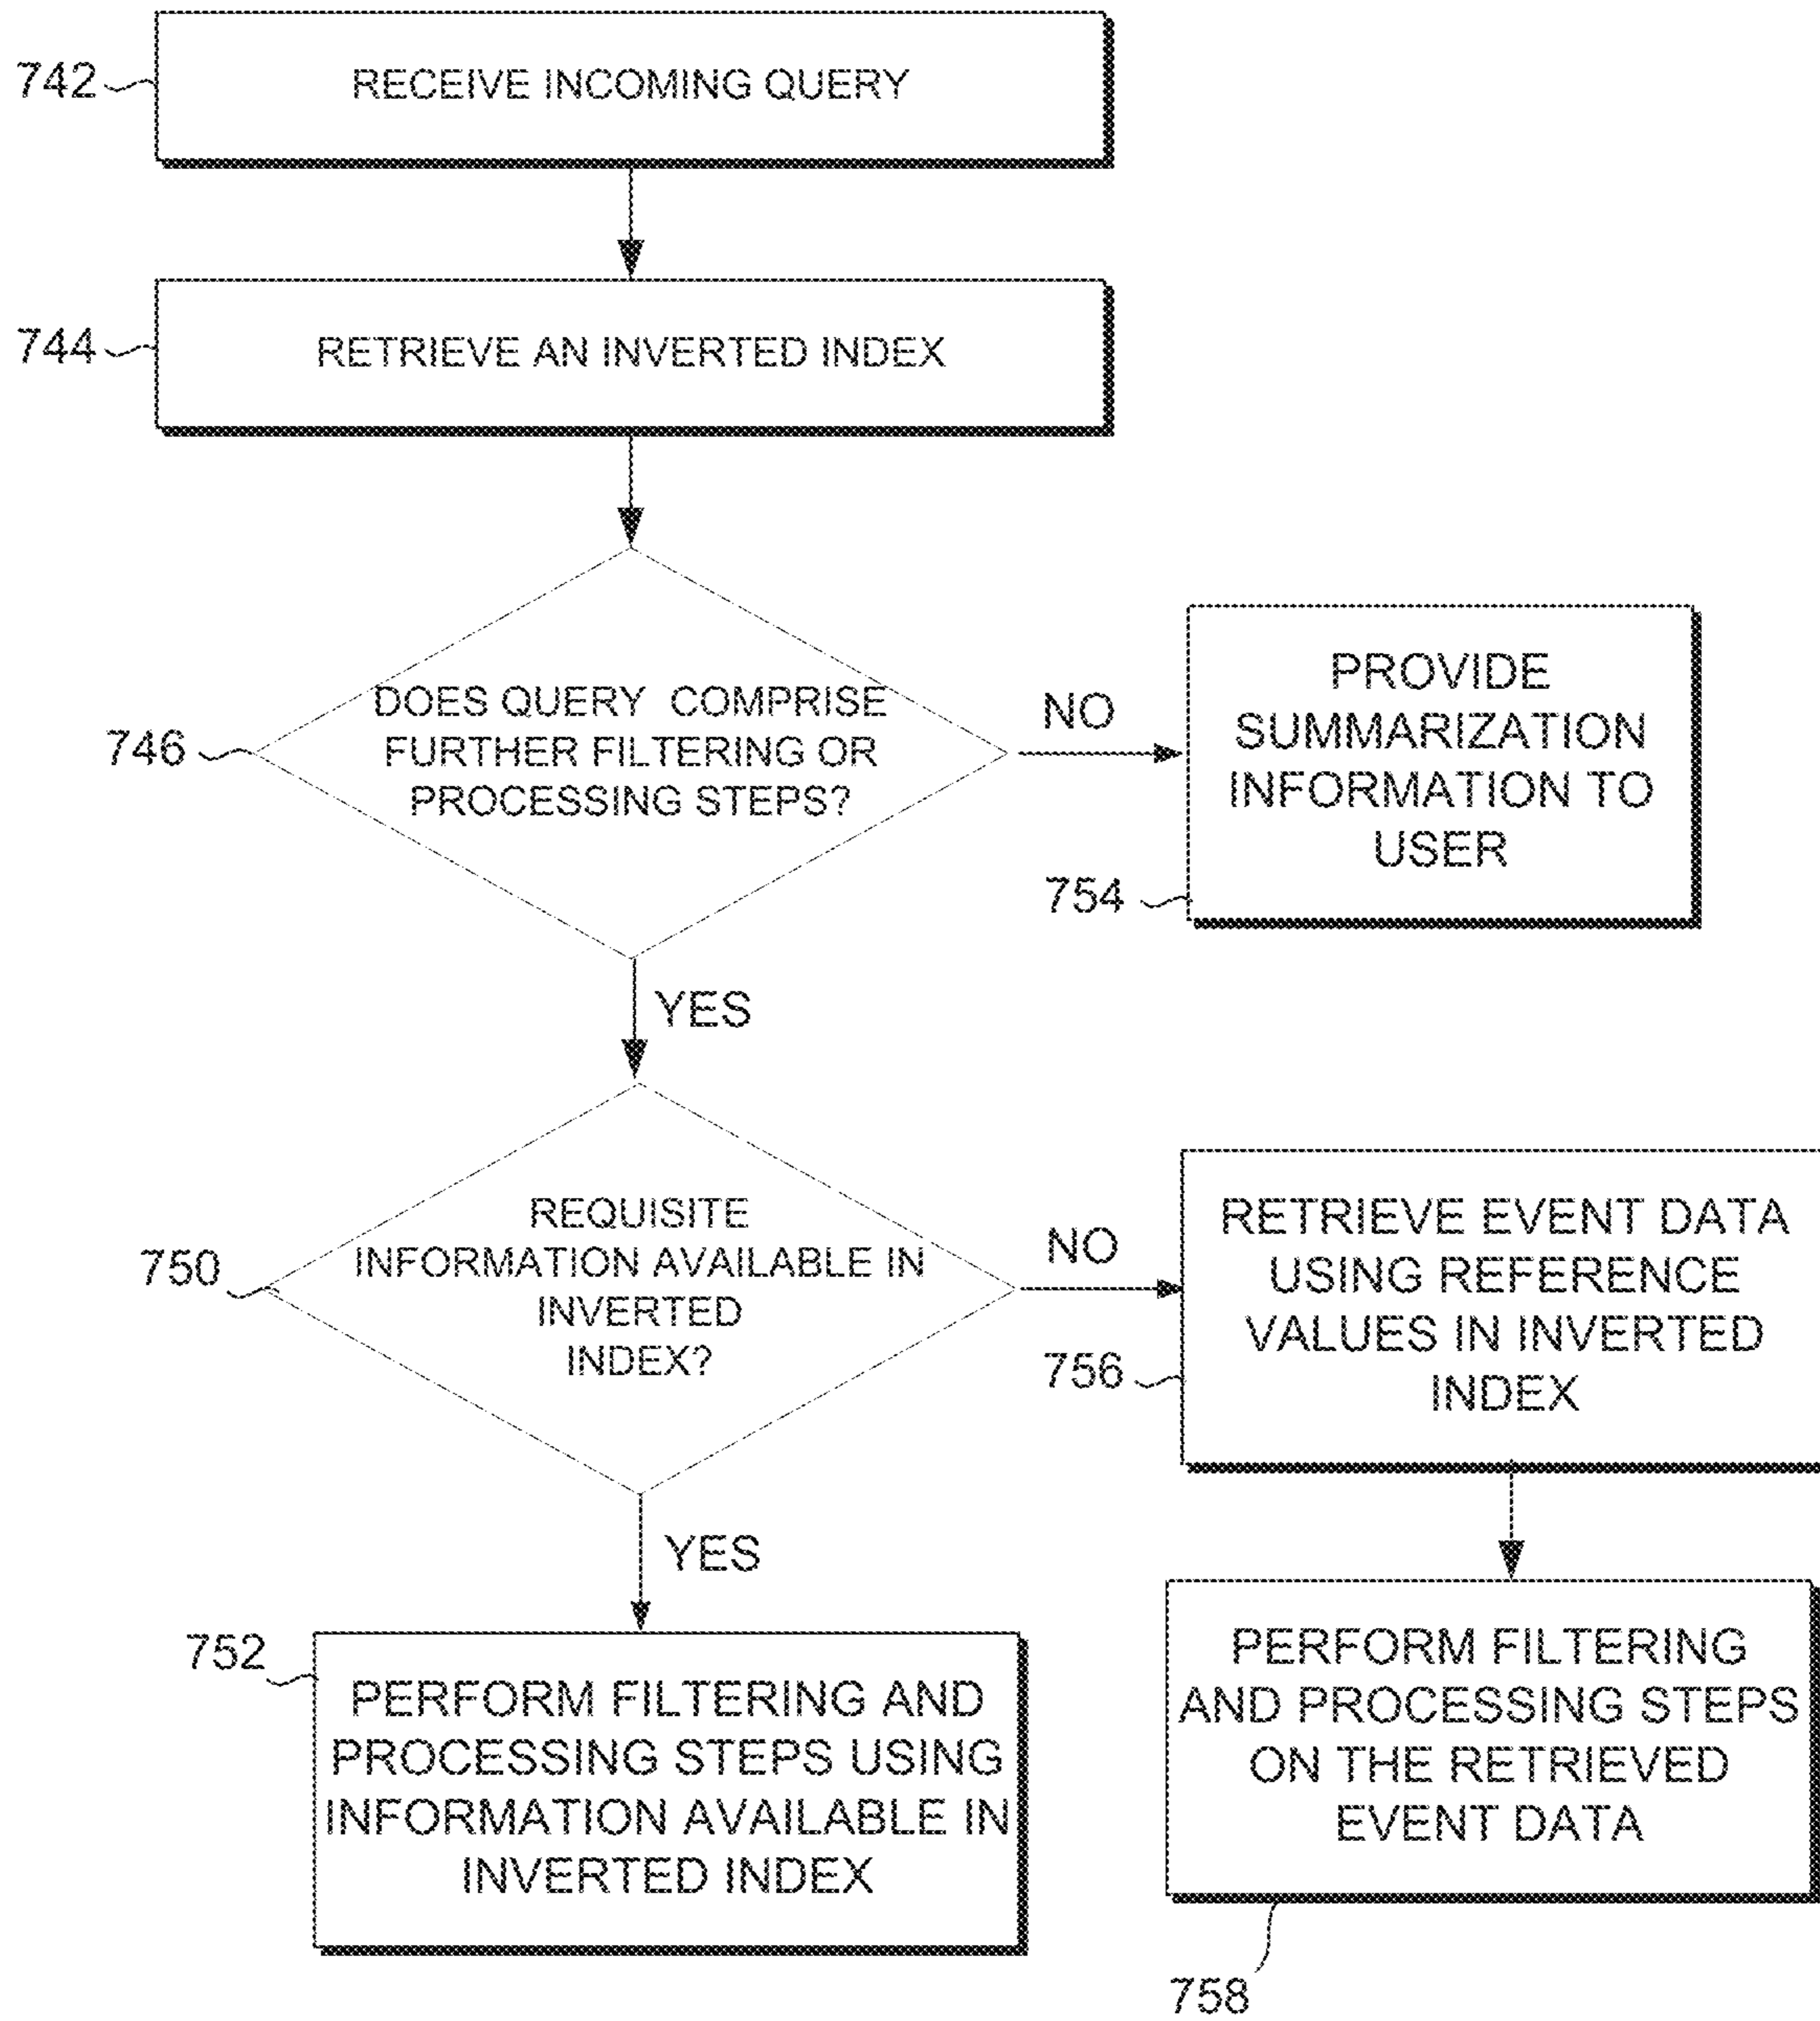 742
RECEIVE INCOMING QUERY
744
RETRIEVE AN INVERTED INDEX
746
DOES QUERY COMPRISE
FURTHER FILTERING OR
PROCESSING STEPS?
NO
PROVIDE
SUMMARIZATION
INFORMATION TO
USER
754
YES
750
REQUISITE
INFORMATION AVAILABLE IN
INVERTED
INDEX?
NO
RETRIEVE EVENT DATA
USING REFERENCE
VALUES IN INVERTED
INDEX
756
YES
752
PERFORM FILTERING AND
PROCESSING STEPS USING
INFORMATION AVAILABLE IN
INVERTED INDEX
PERFORM FILTERING
AND PROCESSING STEPS
ON THE RETRIEVED
EVENT DATA
758